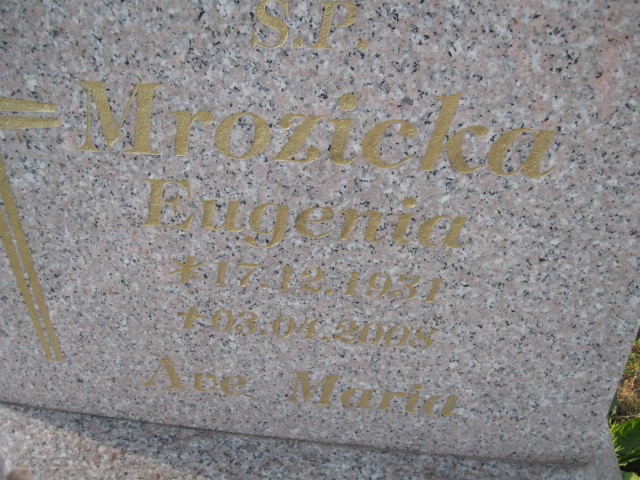 S.P.
Mrozicka
Eugenia
*17.12.1931
+03.04.2008
Ave Maria